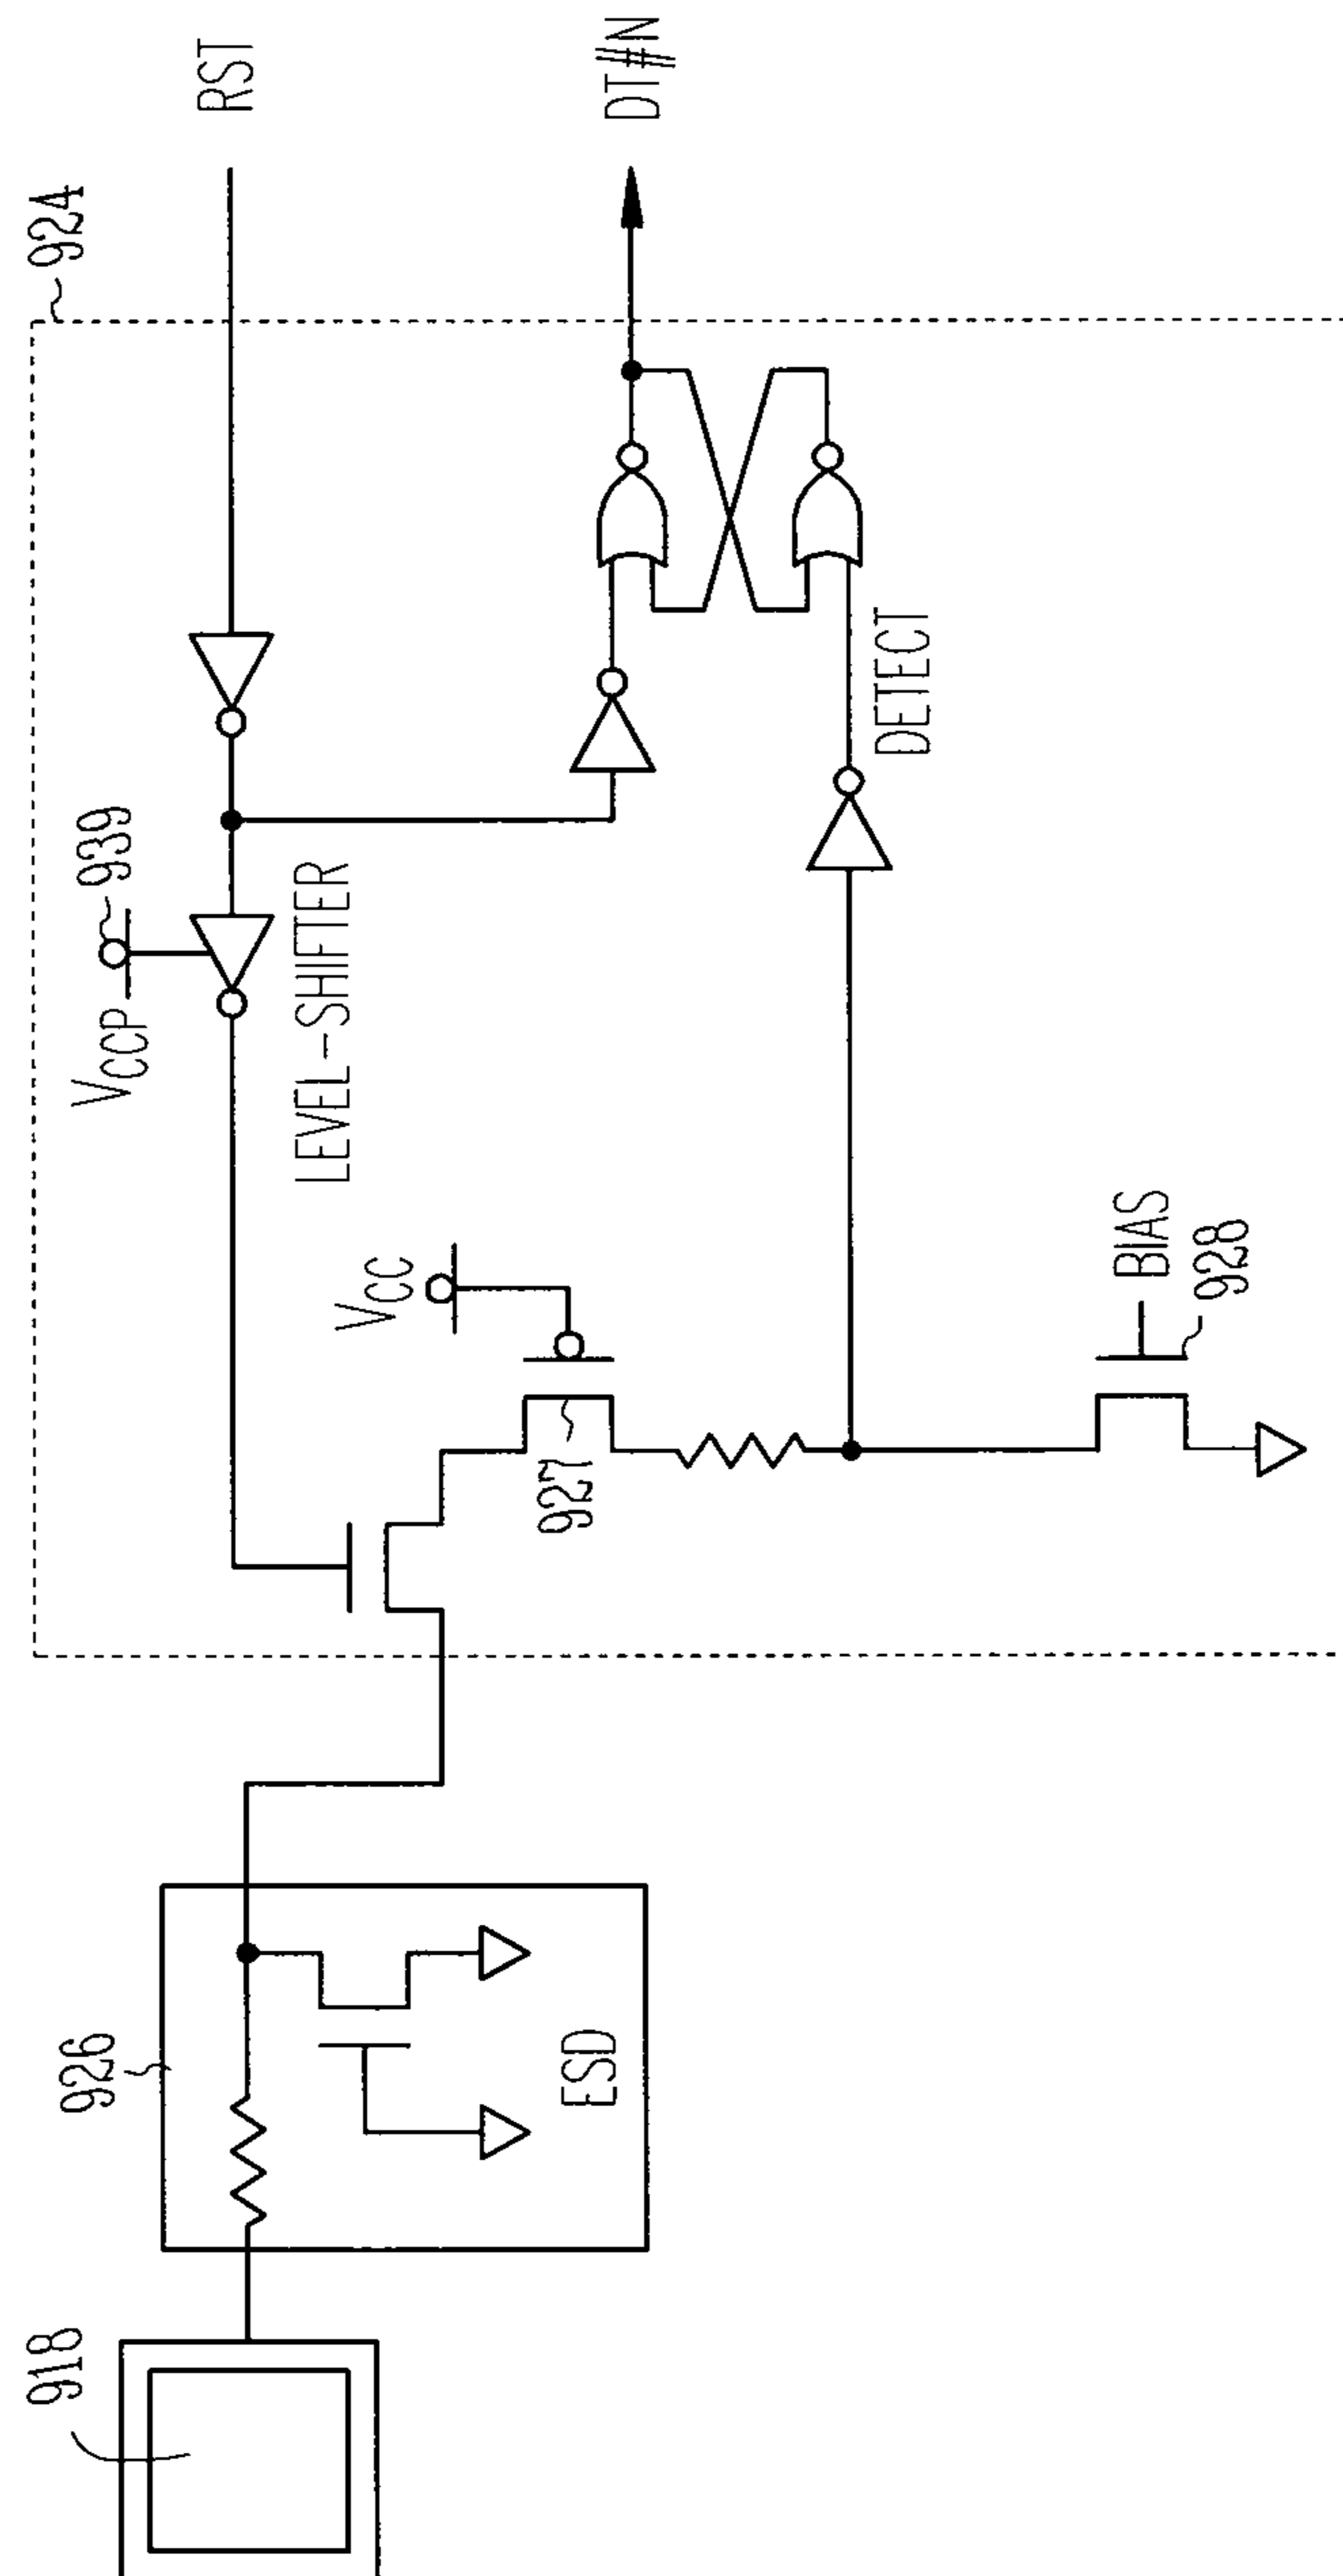 918
926
ESD
924
RST
939
VCCP
LEVEL-SHIFTER
DT#N
VCC
927
DETECT
BIAS
928